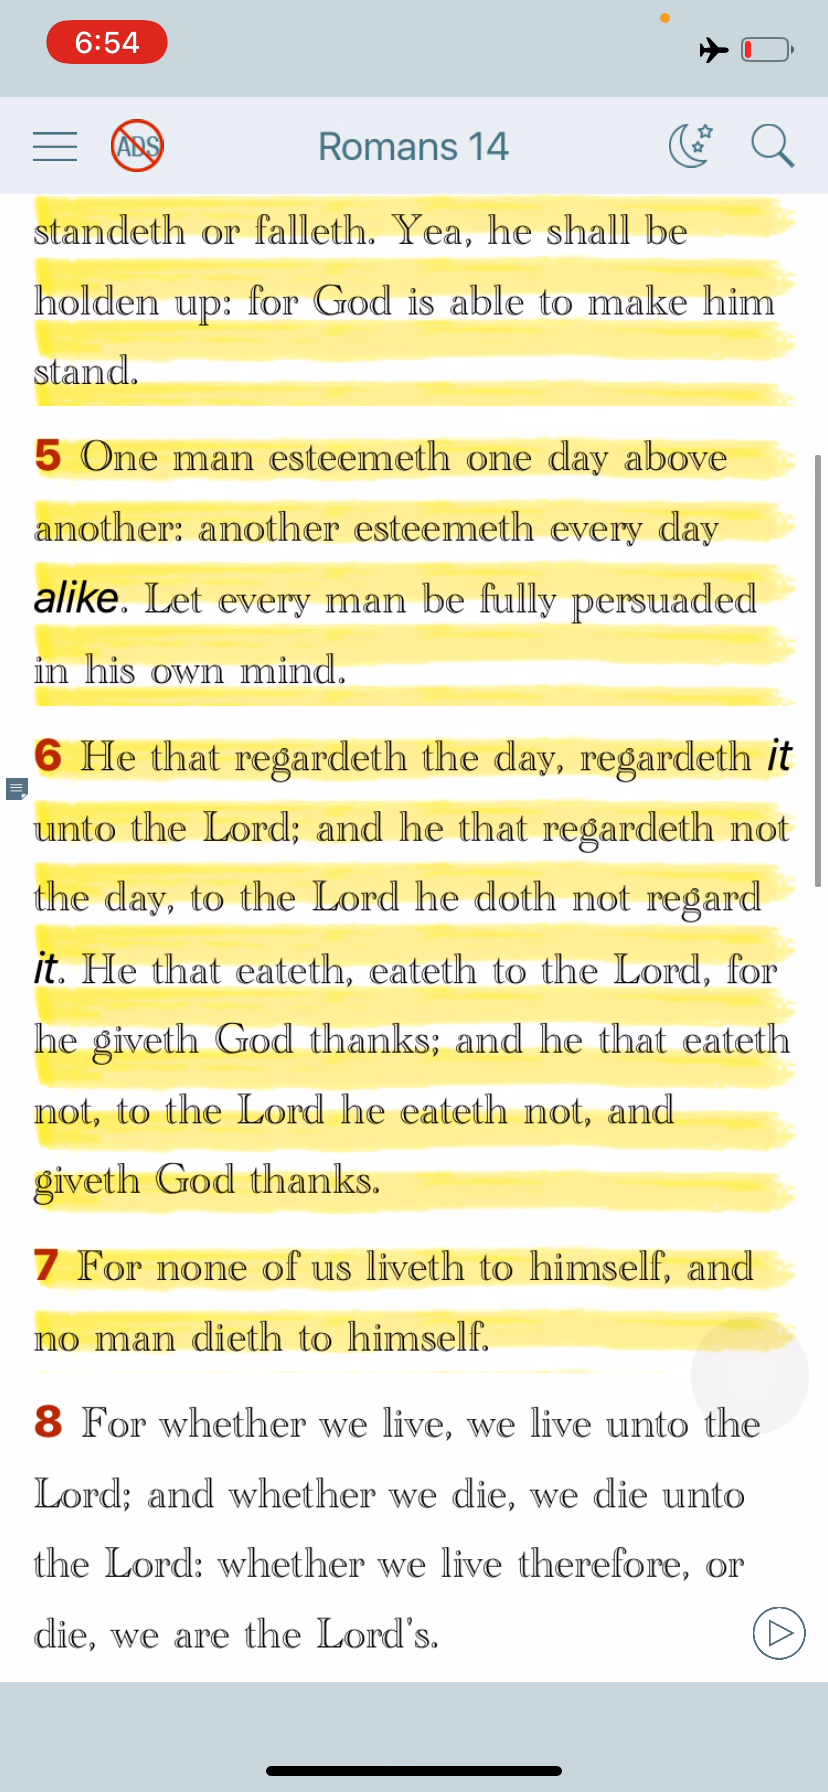 6:54
ADS
Romans 14
standeth or falleth. Yea, he shall be
holden up: for God is able to make him
stand.
5 One man esteemeth one day above
another: another esteemeth every day
alike. Let every man be fully persuaded
in his own mind.
6 He that regardeth the day, regardeth it
unto the Lord; and he that regardeth not
the day, to the Lord he doth not regard
it. He that eateth, eateth to the Lord, for
he giveth God thanks; and he that eateth
not, to the Lord he eateth not, and
giveth God thanks.
7 For none of us liveth to himself, and
no man dieth to himself.
8 For whether we live, we live unto the
Lord; and whether we die, we die unto
the Lord: whether we live therefore, or
die, we are the Lord's.